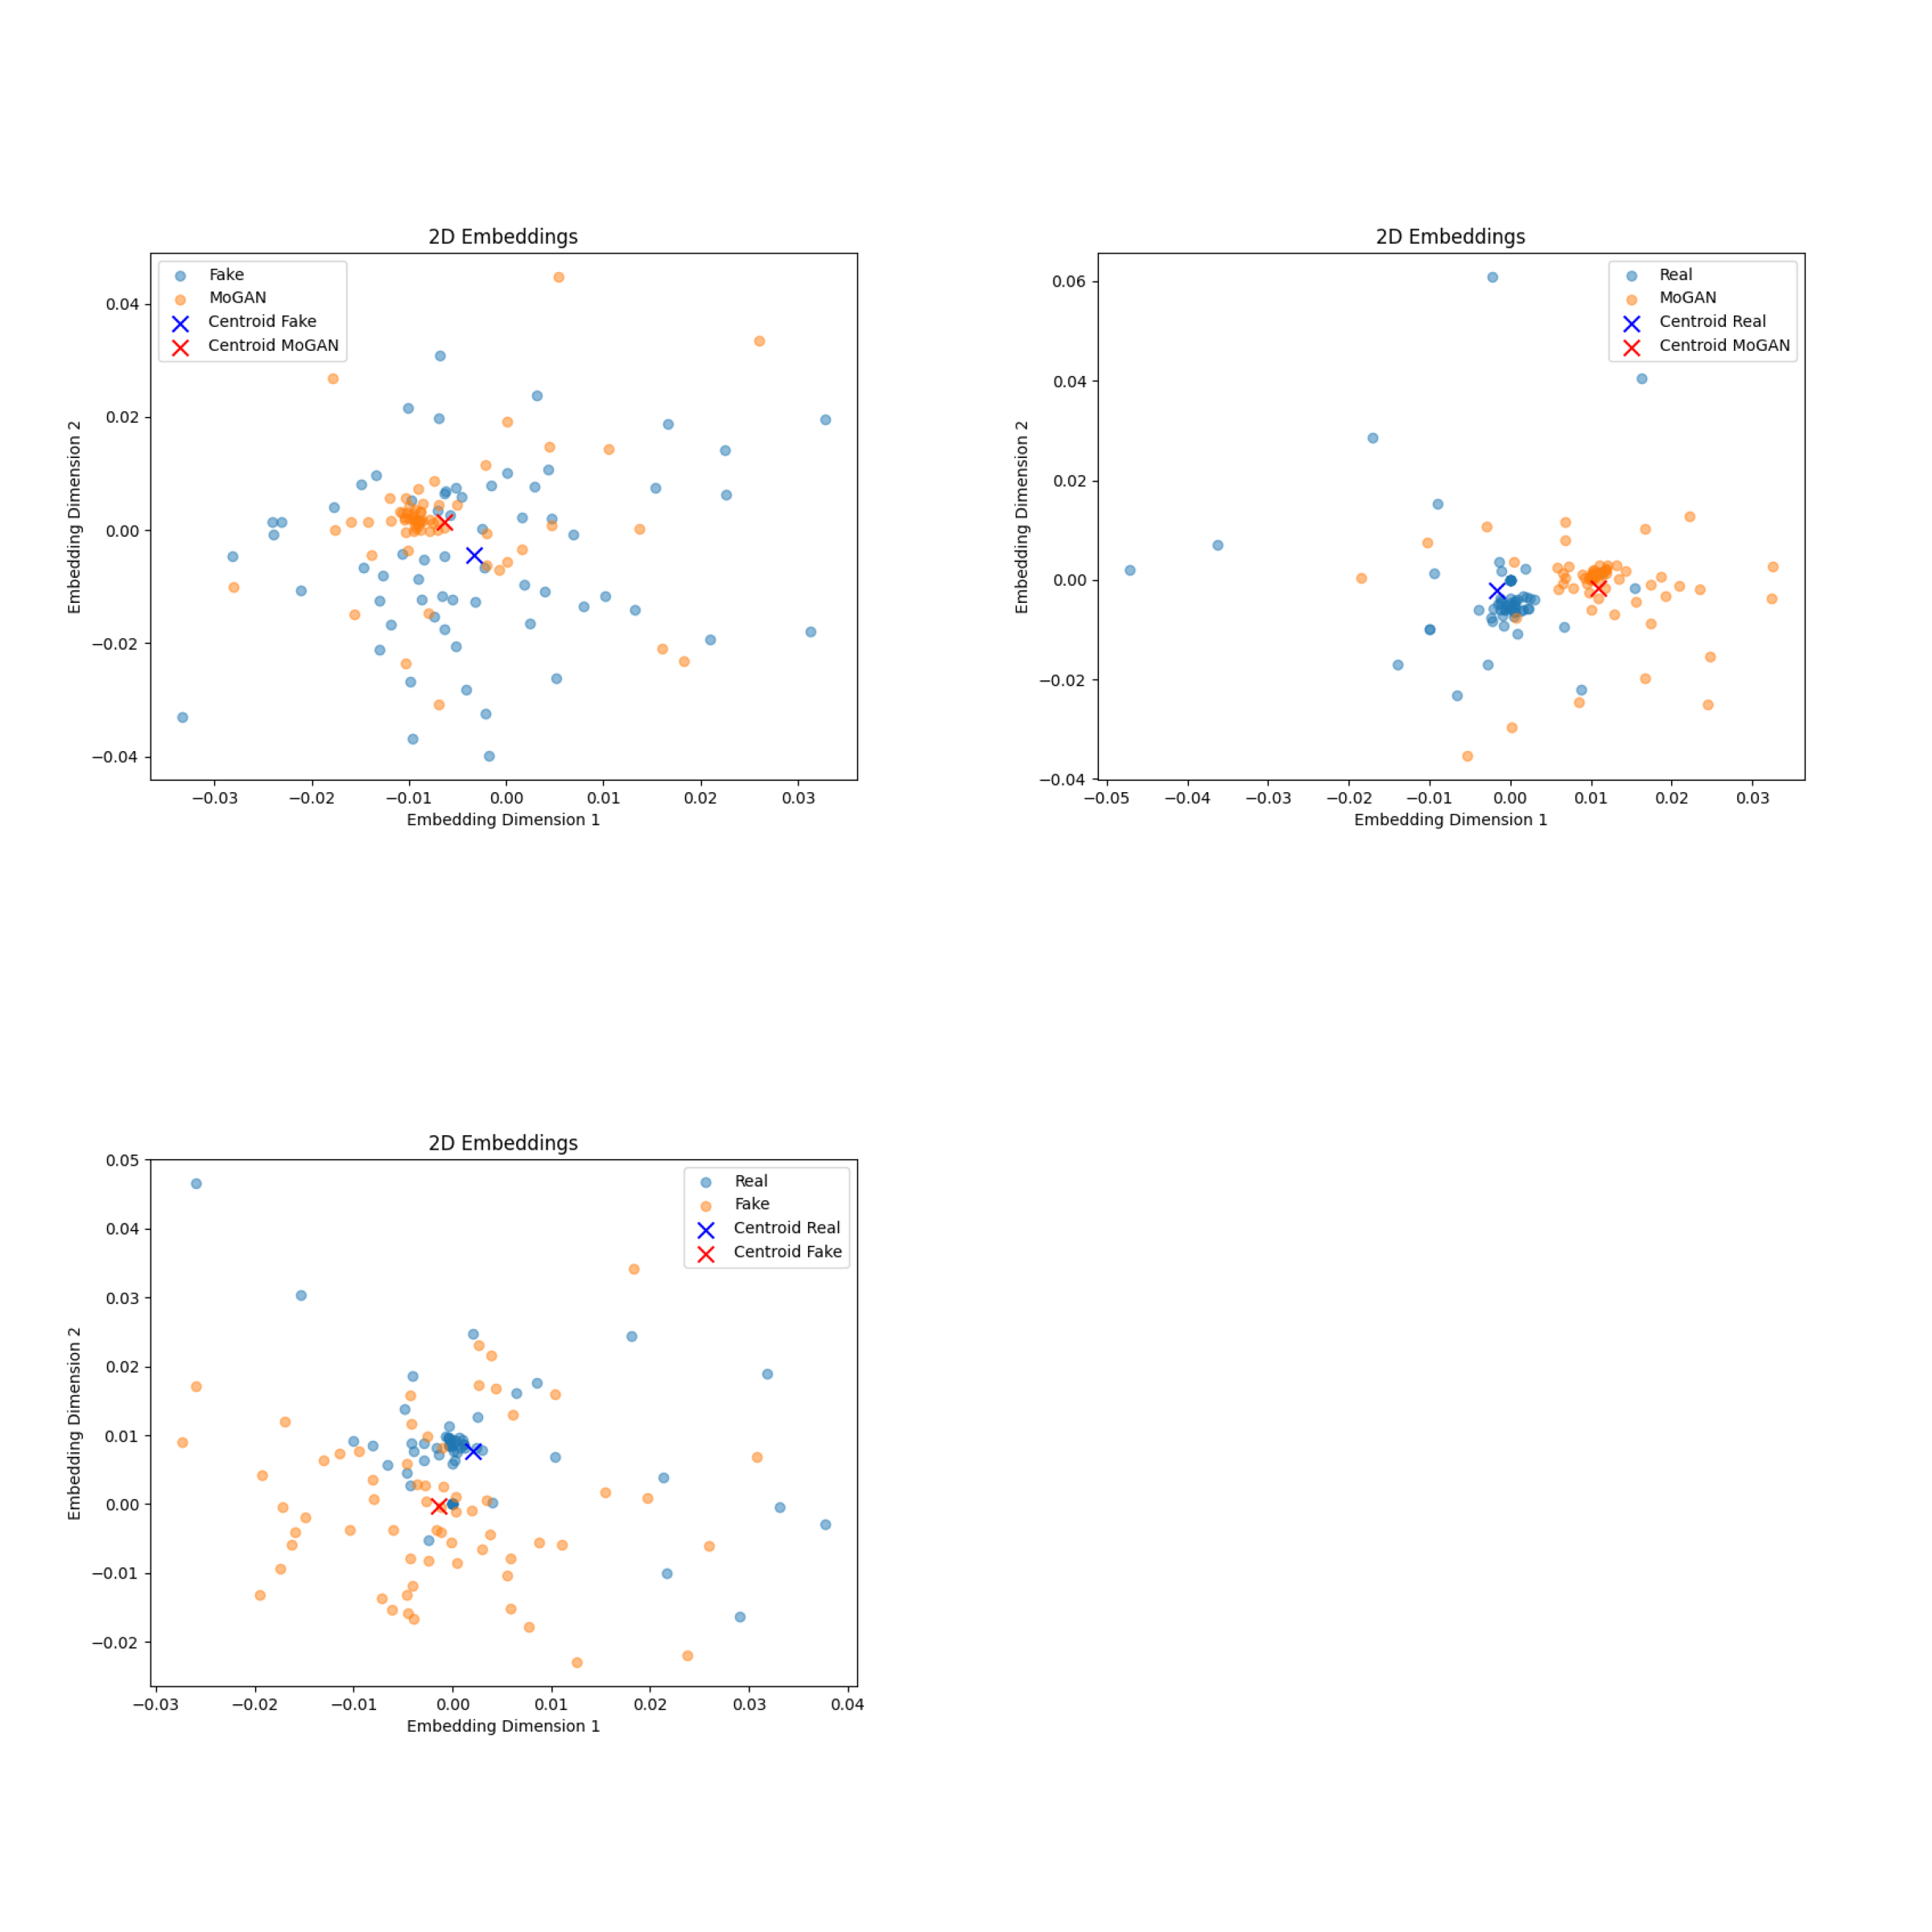 2D Embeddings
Fake
MoGAN
Centroid Fake
Centroid MoGAN
0.04
0.02
0.00
−0.02
−0.04
Embedding Dimension 2
−0.03 −0.02 −0.01 0.00 0.01 0.02 0.03
Embedding Dimension 1
2D Embeddings
Real
MoGAN
Centroid Real
Centroid MoGAN
0.06
0.04
0.02
0.00
−0.02
−0.04
Embedding Dimension 2
−0.05 −0.04 −0.03 −0.02 −0.01 0.00 0.01 0.02 0.03
Embedding Dimension 1
2D Embeddings
Real
Fake
Centroid Real
Centroid Fake
0.05
0.04
0.03
0.02
0.01
0.00
−0.01
−0.02
Embedding Dimension 2
−0.03 −0.02 −0.01 0.00 0.01 0.02 0.03 0.04
Embedding Dimension 1